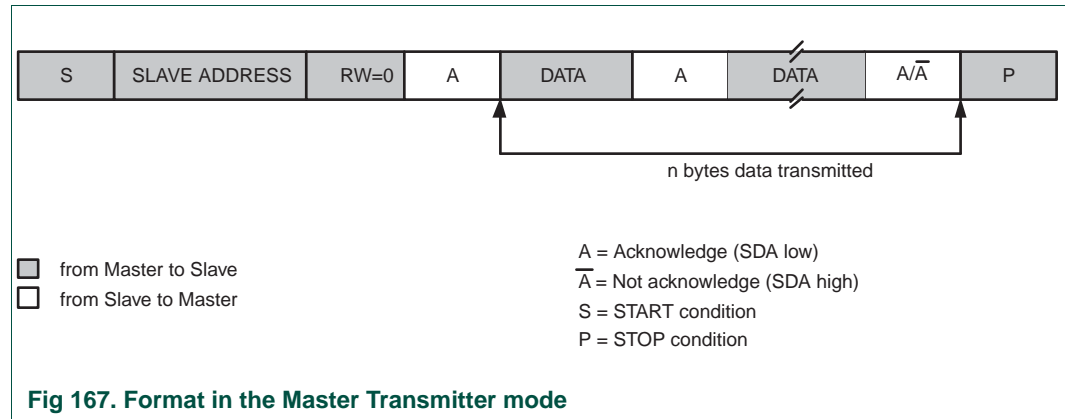 S SLAVE ADDRESS RW=0 A DATA A DATA A/A̅ P
n bytes data transmitted
from Master to Slave
from Slave to Master
A = Acknowledge (SDA low)
A̅ = Not acknowledge (SDA high)
S = START condition
P = STOP condition
Fig 167. Format in the Master Transmitter mode